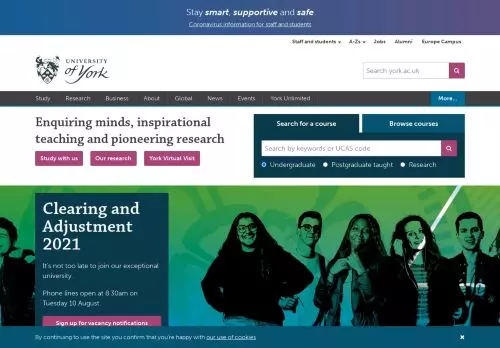 Stay smart, supportive and safe
Coronavirus information for staff and students
Staff and students A-Zs Jobs Alumni Europe Campus
UNIVERSITY
of York
Search york.ac.uk
Study Research Business About Global News Events York Unlimited More...
Enquiring minds, inspirational
teaching and pioneering research
Study with us Our research York Virtual Visit
Search for a course Browse courses
Search by keywords or UCAS code
Undergraduate Postgraduate taught Research
Clearing and
Adjustment
2021
It's not too late to join our exceptional
university.
Phone lines open at 8.30am on
Tuesday 10 August.
Sign up for vacancy notifications
By continuing to use the site you confirm that you're happy with our use of cookies